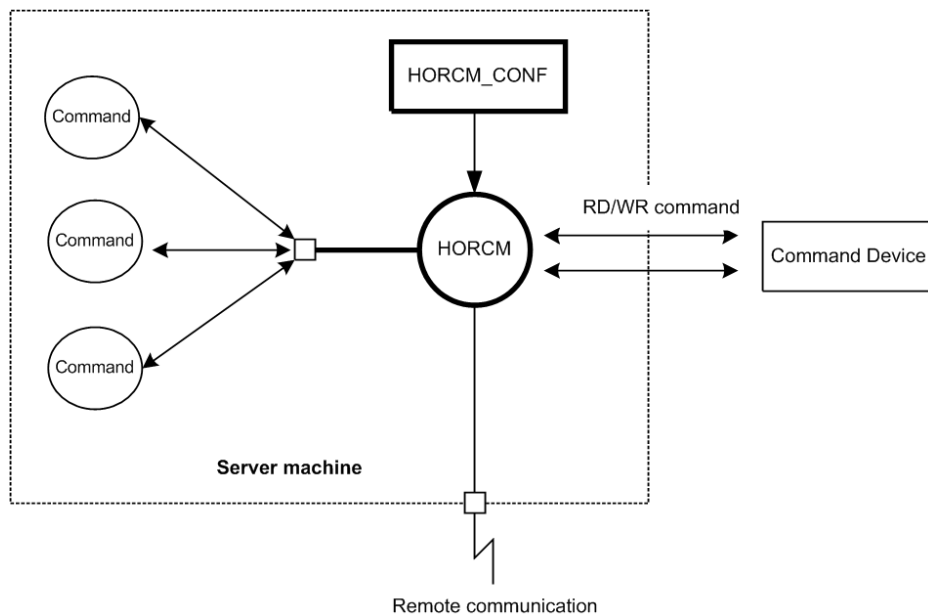 HORCM_CONF
Command
RD/WR command
Command
HORCM
Command Device
Command
Server machine
Remote communication